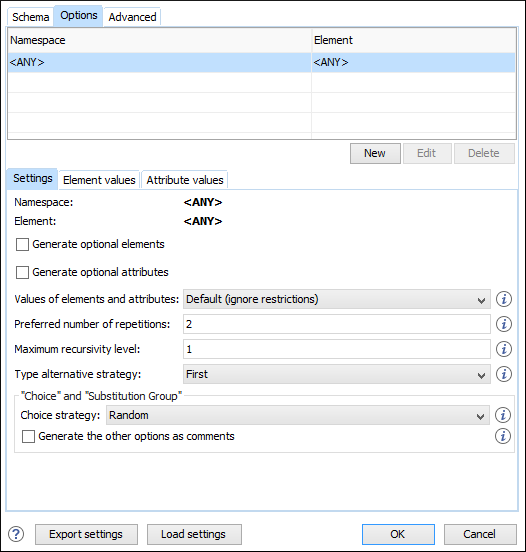 Schema Options Advanced
Namespace Element
<ANY> <ANY>
New Edit Delete
Settings Element values Attribute values
Namespace: <ANY>
Element: <ANY>
Generate optional elements
Generate optional attributes
Values of elements and attributes: Default (ignore restrictions) i
Preferred number of repetitions: 2 i
Maximum recursivity level: 1 i
Type alternative strategy: First i
"Choice" and "Substitution Group"
Choice strategy: Random i
Generate the other options as comments i
? Export settings Load settings OK Cancel